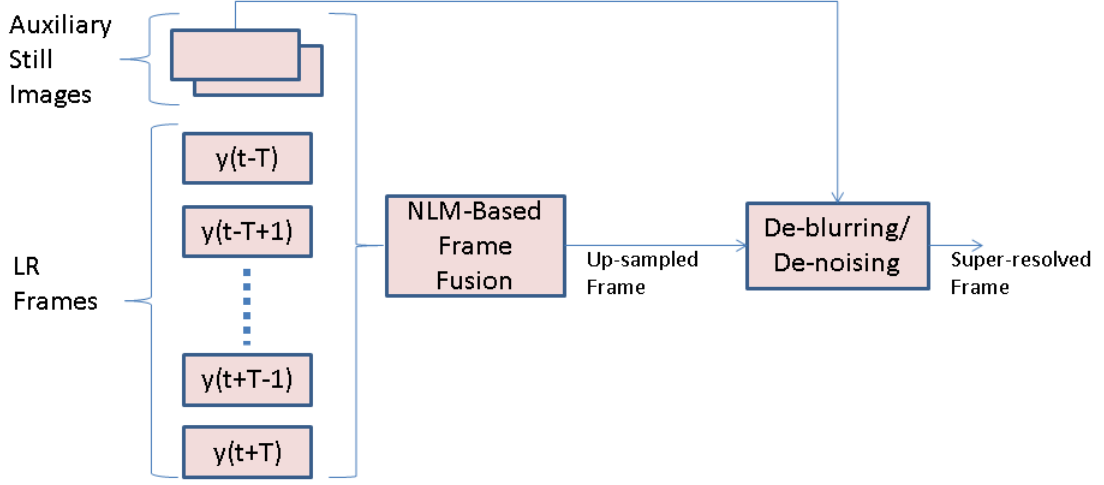 Auxiliary
Still
Images
y(t-T)
y(t-T+1)
LR
Frames
y(t+T-1)
y(t+T)
NLM-Based
Frame
Fusion
Up-sampled
Frame
De-blurring/
De-noising
Super-resolved
Frame